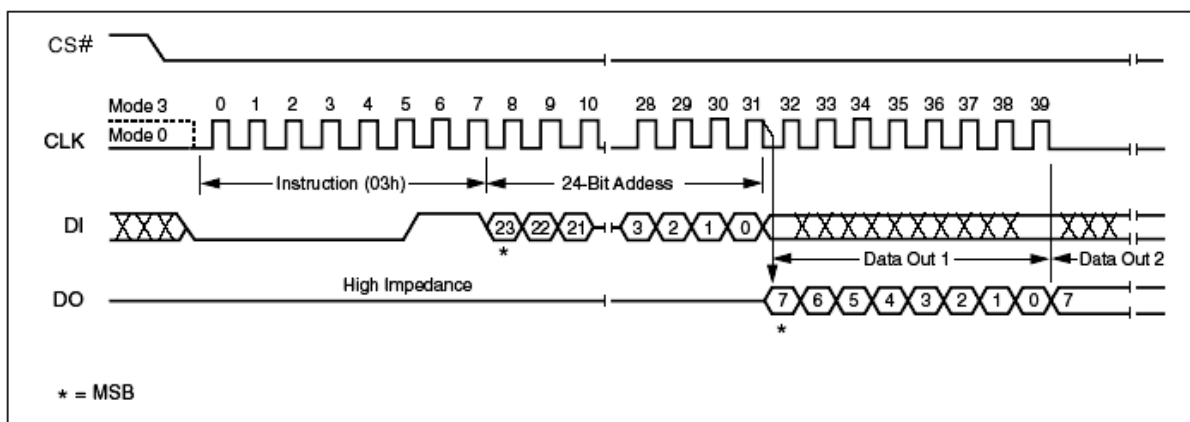 CS#
Mode 3 0 1 2 3 4 5 6 7 8 9 10 28 29 30 31 32 33 34 35 36 37 38 39
Mode 0
CLK
Instruction (03h) 24-Bit Addess
DI 23 22 21 3 2 1 0
* Data Out 1 Data Out 2
High Impedance
DO 7 6 5 4 3 2 1 0 7
*
* = MSB